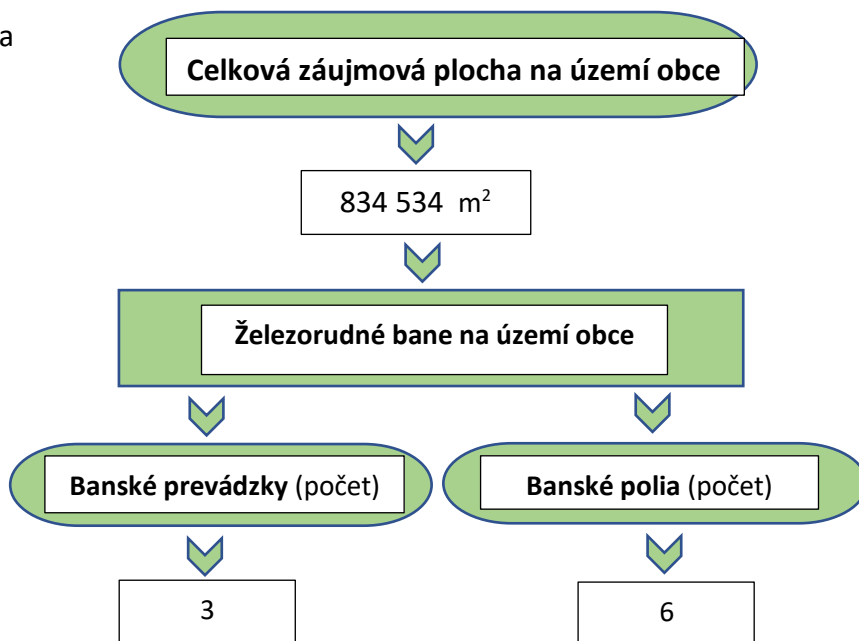 a
Celková záujmová plocha na území obce
834 534 m²
Železorudné bane na území obce
Banské prevádzky (počet)
Banské polia (počet)
3
6